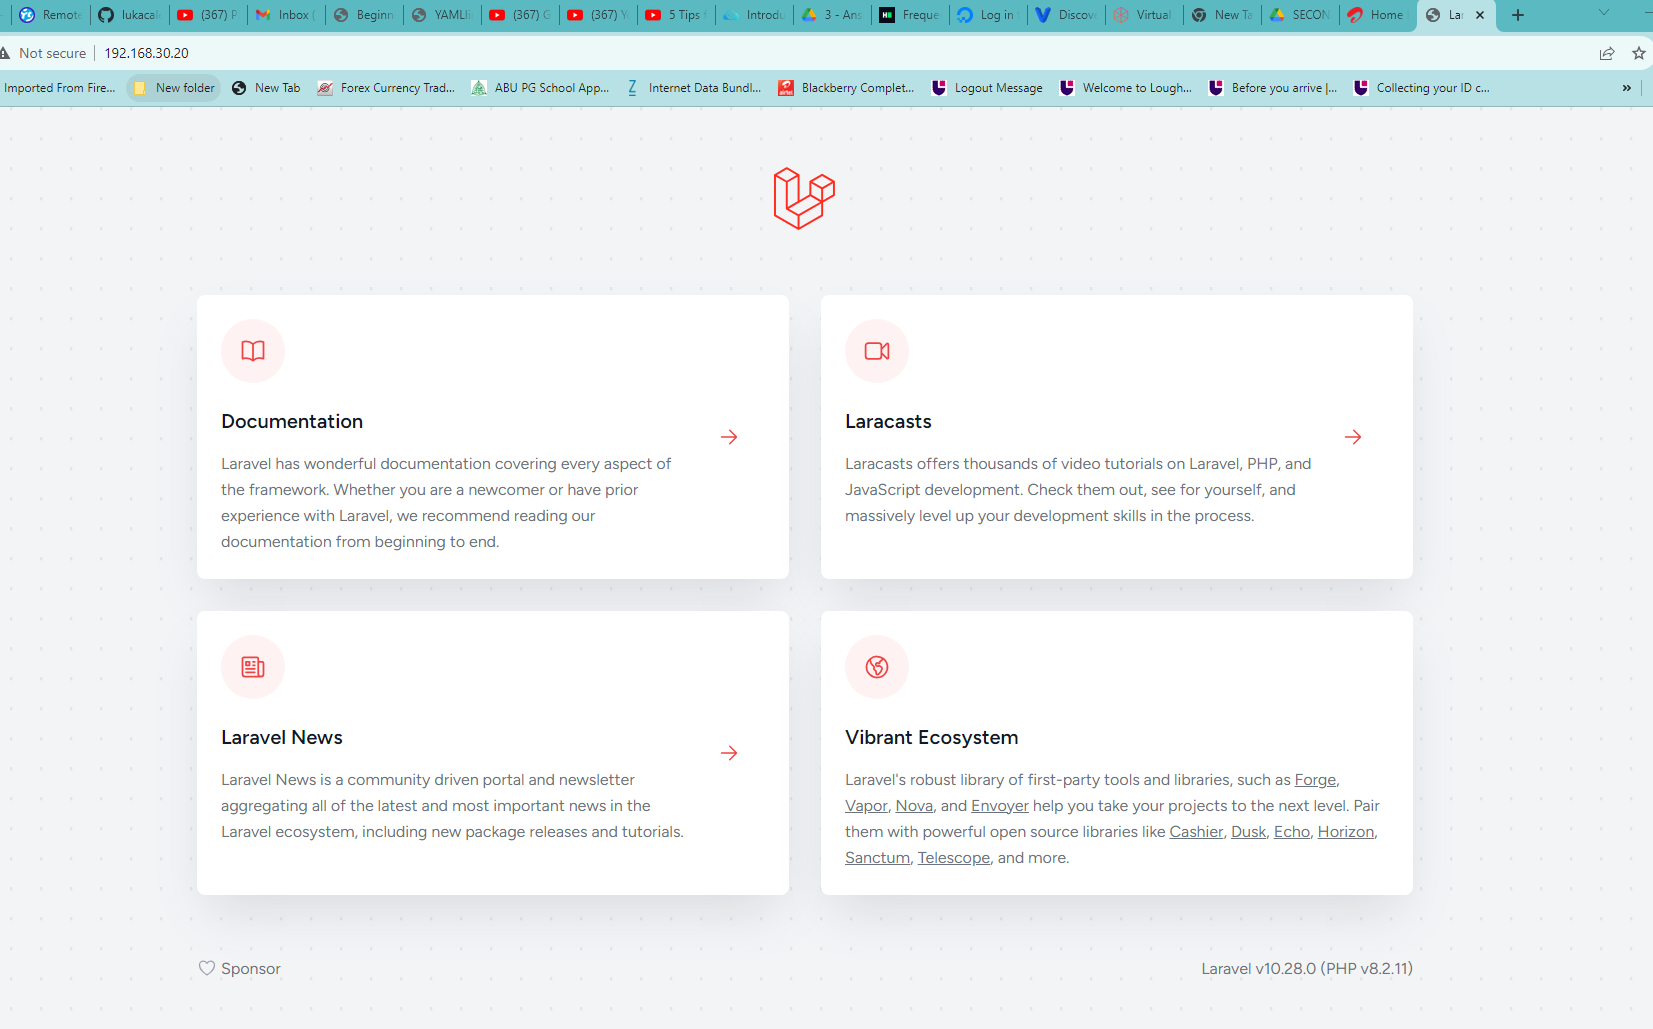 Remote
lukacale
(367) P
Inbox (
Beginn
YAMLli
(367) G
(367) Y
5 Tips f
Introdu
3 - Ans
Freque
Log in
Discove
Virtual
New Ta
SECON
Home
La
Not secure
192.168.30.20
Imported From Fire...
New folder
New Tab
Forex Currency Trad...
ABU PG School App...
Internet Data Bundl...
Blackberry Complet...
Logout Message
Welcome to Lough...
Before you arrive |...
Collecting your ID c...
»
Documentation
Laravel has wonderful documentation covering every aspect of
the framework. Whether you are a newcomer or have prior
experience with Laravel, we recommend reading our
documentation from beginning to end.
Laracasts
Laracasts offers thousands of video tutorials on Laravel, PHP, and
JavaScript development. Check them out, see for yourself, and
massively level up your development skills in the process.
Laravel News
Laravel News is a community driven portal and newsletter
aggregating all of the latest and most important news in the
Laravel ecosystem, including new package releases and tutorials.
Vibrant Ecosystem
Laravel's robust library of first-party tools and libraries, such as Forge,
Vapor, Nova, and Envoyer help you take your projects to the next level. Pair
them with powerful open source libraries like Cashier, Dusk, Echo, Horizon,
Sanctum, Telescope, and more.
Sponsor
Laravel v10.28.0 (PHP v8.2.11)